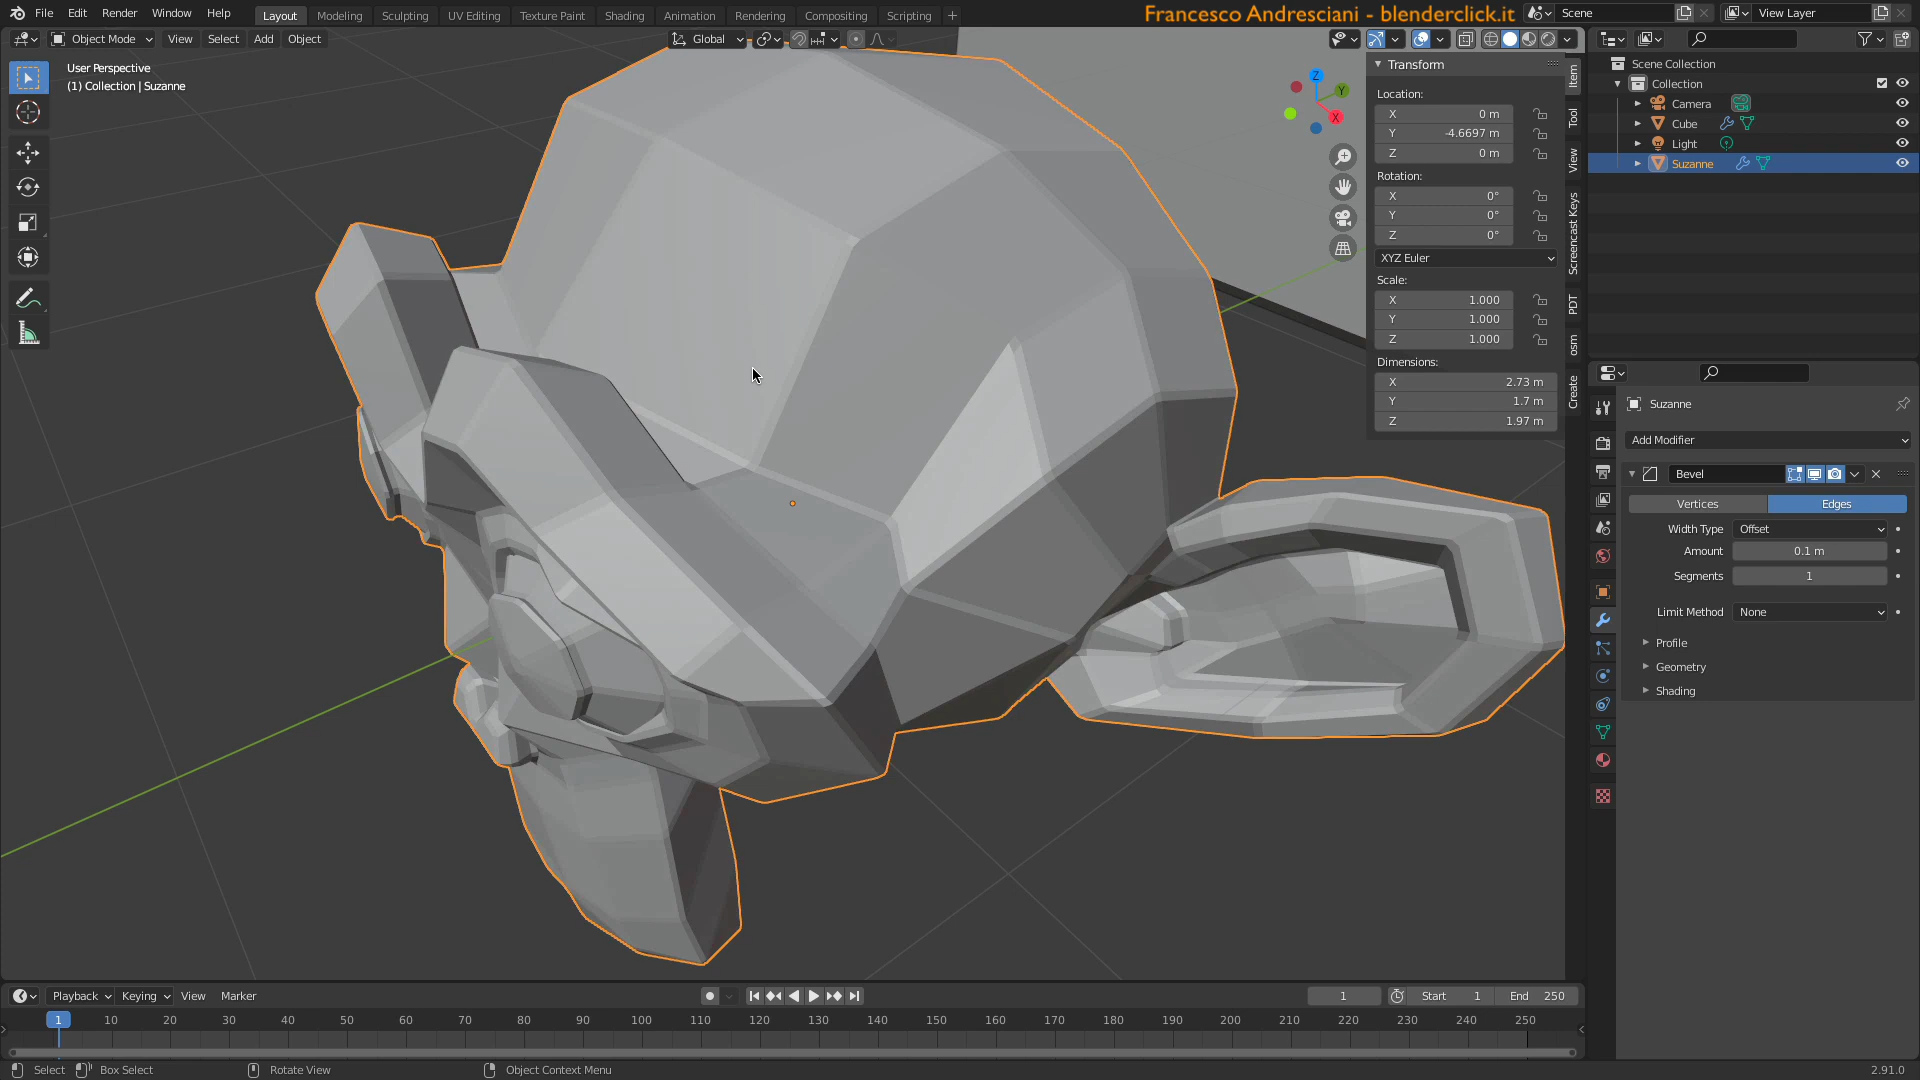 File Edit Render Window Help Layout Modeling Sculpting UV Editing Texture Paint Shading Animation Rendering Compositing Scripting + Francesco Andresciani - blenderclick.it Scene View Layer
Object Mode View Select Add Object Global
User Perspective
(1) Collection | Suzanne
Z
Y
X
Transform
Location:
X 0 m
Y -4.6697 m
Z 0 m
Rotation:
X 0°
Y 0°
Z 0°
XYZ Euler
Scale:
X 1.000
Y 1.000
Z 1.000
Dimensions:
X 2.73 m
Y 1.7 m
Z 1.97 m
Item
Tool
View
Screencast Keys
PDT
osm
Create
Scene Collection
Collection
Camera
Cube
Light
Suzanne
Suzanne
Add Modifier
Bevel
Vertices Edges
Width Type Offset
Amount 0.1 m
Segments 1
Limit Method None
Profile
Geometry
Shading
Playback Keying View Marker 1 Start 1 End 250
1 10 20 30 40 50 60 70 80 90 100 110 120 130 140 150 160 170 180 190 200 210 220 230 240 250
Select Box Select Rotate View Object Context Menu 2.91.0